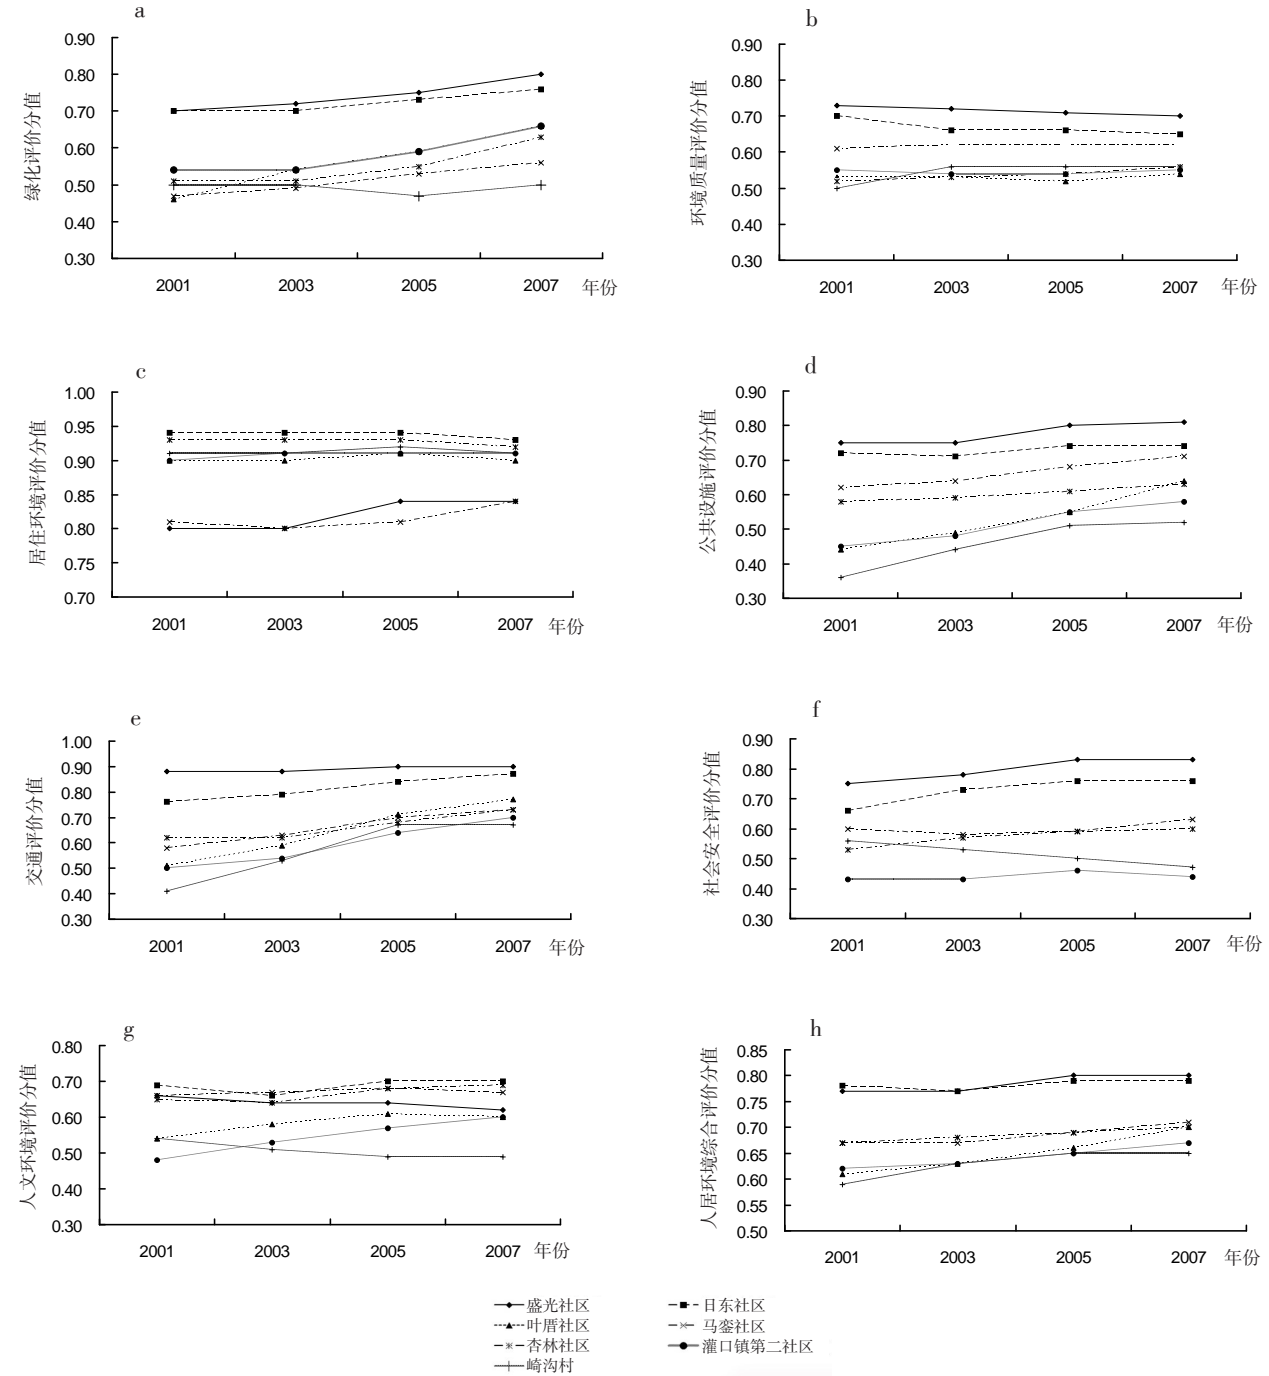 a
0.90
0.80
0.70
0.60
0.50
0.40
0.30
绿化评价分值
2001 2003 2005 2007 年份
b
0.90
0.80
0.70
0.60
0.50
0.40
0.30
环境质量评价分值
2001 2003 2005 2007 年份
c
1.00
0.95
0.90
0.85
0.80
0.75
0.70
居住环境评价分值
2001 2003 2005 2007 年份
d
0.90
0.80
0.70
0.60
0.50
0.40
0.30
公共设施评价分值
2001 2003 2005 2007 年份
e
1.00
0.90
0.80
0.70
0.60
0.50
0.40
0.30
交通评价分值
2001 2003 2005 2007 年份
f
0.90
0.80
0.70
0.60
0.50
0.40
0.30
社会安全评价分值
2001 2003 2005 2007 年份
g
0.80
0.70
0.60
0.50
0.40
0.30
人文环境评价分值
2001 2003 2005 2007 年份
h
0.85
0.80
0.75
0.70
0.65
0.60
0.55
0.50
人居环境综合评价分值
2001 2003 2005 2007 年份
盛光社区 日东社区
叶厝社区 马銮社区
杏林社区 灌口镇第二社区
崎沟村